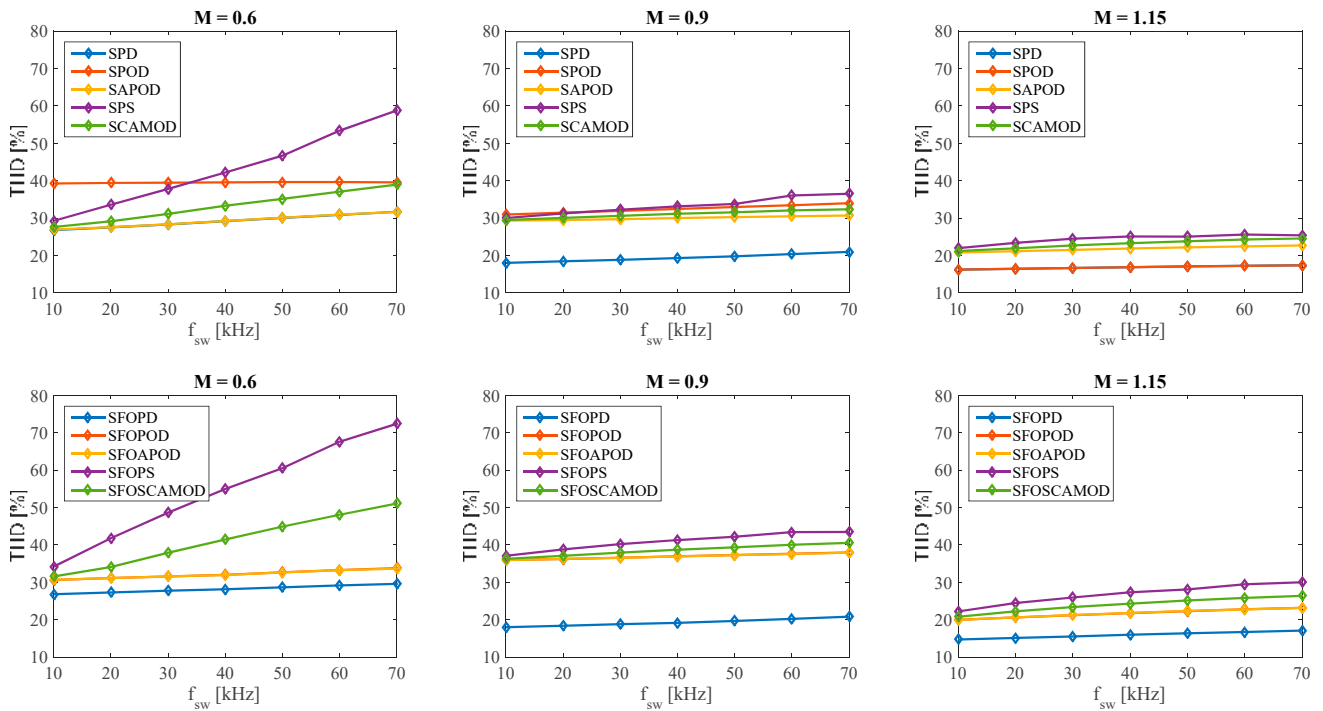 M = 0.6
80
70
60
50
40
30
20
10
THD [%]
SPD
SPOD
SAPOD
SPS
SCAMOD
10 20 30 40 50 60 70
f_sw [kHz]
M = 0.9
80
70
60
50
40
30
20
10
THD [%]
SPD
SPOD
SAPOD
SPS
SCAMOD
10 20 30 40 50 60 70
f_sw [kHz]
M = 1.15
80
70
60
50
40
30
20
10
THD [%]
SPD
SPOD
SAPOD
SPS
SCAMOD
10 20 30 40 50 60 70
f_sw [kHz]
M = 0.6
80
70
60
50
40
30
20
10
THD [%]
SFOPD
SFOPOD
SFOAPOD
SFOPS
SFOSCAMOD
10 20 30 40 50 60 70
f_sw [kHz]
M = 0.9
80
70
60
50
40
30
20
10
THD [%]
SFOPD
SFOPOD
SFOAPOD
SFOPS
SFOSCAMOD
10 20 30 40 50 60 70
f_sw [kHz]
M = 1.15
80
70
60
50
40
30
20
10
THD [%]
SFOPD
SFOPOD
SFOAPOD
SFOPS
SFOSCAMOD
10 20 30 40 50 60 70
f_sw [kHz]